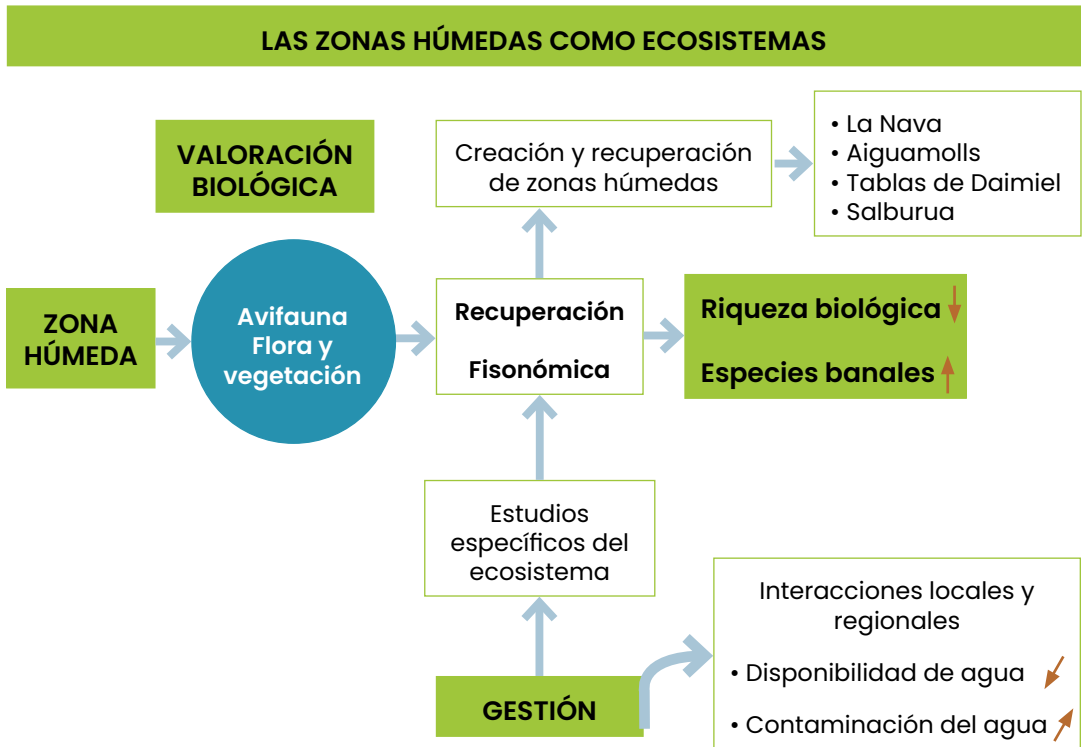 LAS ZONAS HÚMEDAS COMO ECOSISTEMAS
VALORACIÓN
BIOLÓGICA
Creación y recuperación
de zonas húmedas
• La Nava
• Aiguamolls
• Tablas de Daimiel
• Salburua
ZONA
HÚMEDA
Avifauna
Flora y
vegetación
Recuperación
Fisonómica
Riqueza biológica
Especies banales
Estudios
específicos del
ecosistema
GESTIÓN
Interacciones locales y
regionales
• Disponibilidad de agua
• Contaminación del agua